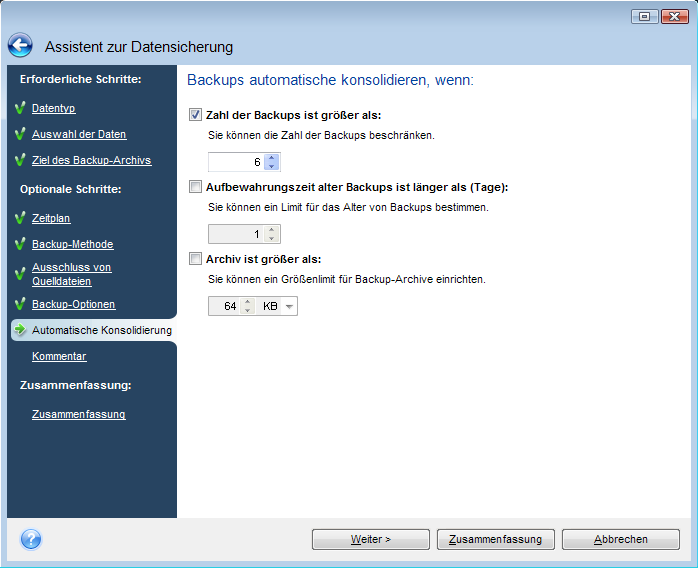 Assistent zur Datensicherung
Erforderliche Schritte:
Datentyp
Auswahl der Daten
Ziel des Backup-Archivs
Optionale Schritte:
Zeitplan
Backup-Methode
Ausschluss von
Quelldateien
Backup-Optionen
Automatische Konsolidierung
Kommentar
Zusammenfassung:
Zusammenfassung
Backups automatische konsolidieren, wenn:
Zahl der Backups ist größer als:
Sie können die Zahl der Backups beschränken.
6
Aufbewahrungszeit alter Backups ist länger als (Tage):
Sie können ein Limit für das Alter von Backups bestimmen.
1
Archiv ist größer als:
Sie können ein Größenlimit für Backup-Archive einrichten.
64 KB
? Weiter > Zusammenfassung Abbrechen